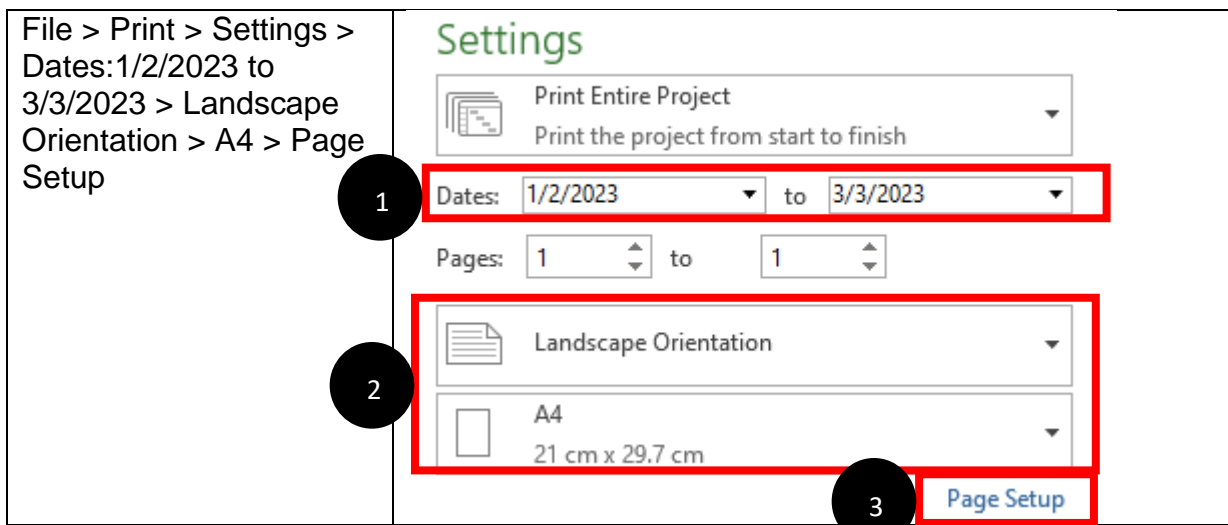 File > Print > Settings >
Dates:1/2/2023 to
3/3/2023 > Landscape
Orientation > A4 > Page
Setup
Settings
Print Entire Project
Print the project from start to finish
1
Dates: 1/2/2023 to 3/3/2023
Pages: 1 to 1
2
Landscape Orientation
A4
21 cm x 29.7 cm
3
Page Setup